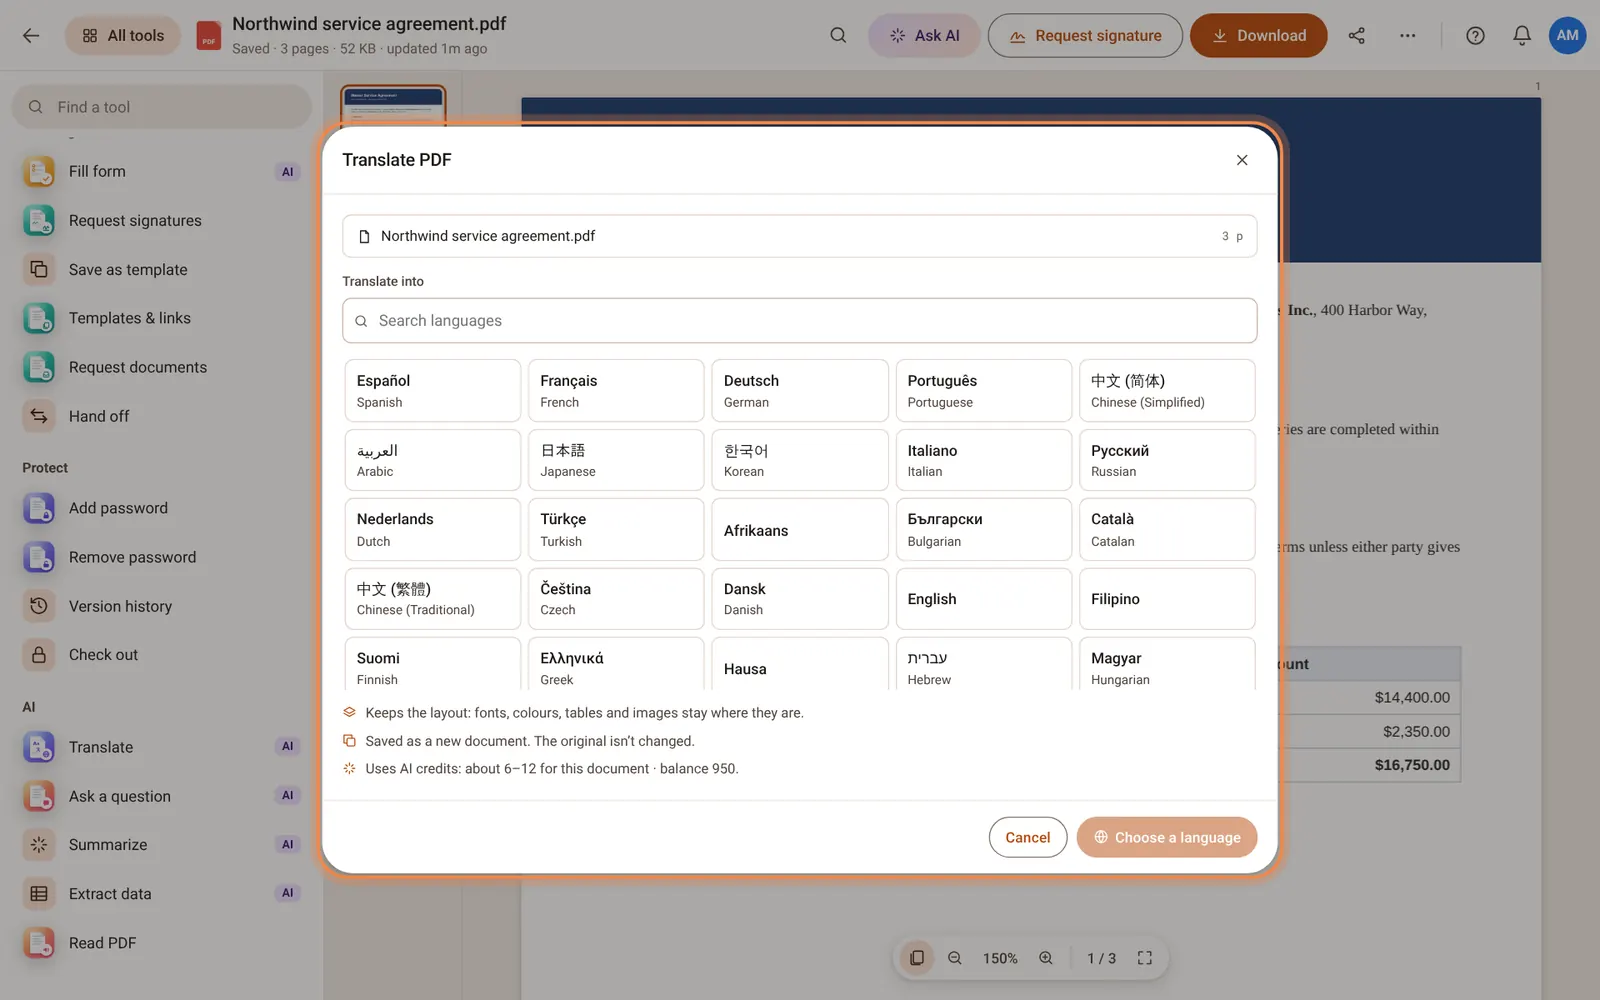 All tools
PDF
Northwind service agreement.pdf
Saved · 3 pages · 52 KB · updated 1m ago
Ask AI
Request signature
Download
AM
Find a tool
Fill form
AI
Request signatures
Save as template
Templates & links
Request documents
Hand off
Protect
Add password
Remove password
Version history
Check out
AI
Translate
AI
Ask a question
AI
Summarize
AI
Extract data
AI
Read PDF
1
Inc., 400 Harbor Way,
are completed within
unless either party gives
$14,400.00
$2,350.00
$16,750.00
Translate PDF
Northwind service agreement.pdf
3 p
Translate into
Search languages
Español
Spanish
Français
French
Deutsch
German
Português
Portuguese
中文 (简体)
Chinese (Simplified)
العربية
Arabic
日本語
Japanese
한국어
Korean
Italiano
Italian
Русский
Russian
Nederlands
Dutch
Türkçe
Turkish
Afrikaans
Български
Bulgarian
Català
Catalan
中文 (繁體)
Chinese (Traditional)
Čeština
Czech
Dansk
Danish
English
Filipino
Suomi
Finnish
Ελληνικά
Greek
Hausa
עברית
Hebrew
Magyar
Hungarian
Keeps the layout: fonts, colours, tables and images stay where they are.
Saved as a new document. The original isn’t changed.
Uses AI credits: about 6–12 for this document · balance 950.
Cancel
Choose a language
150%
1 / 3